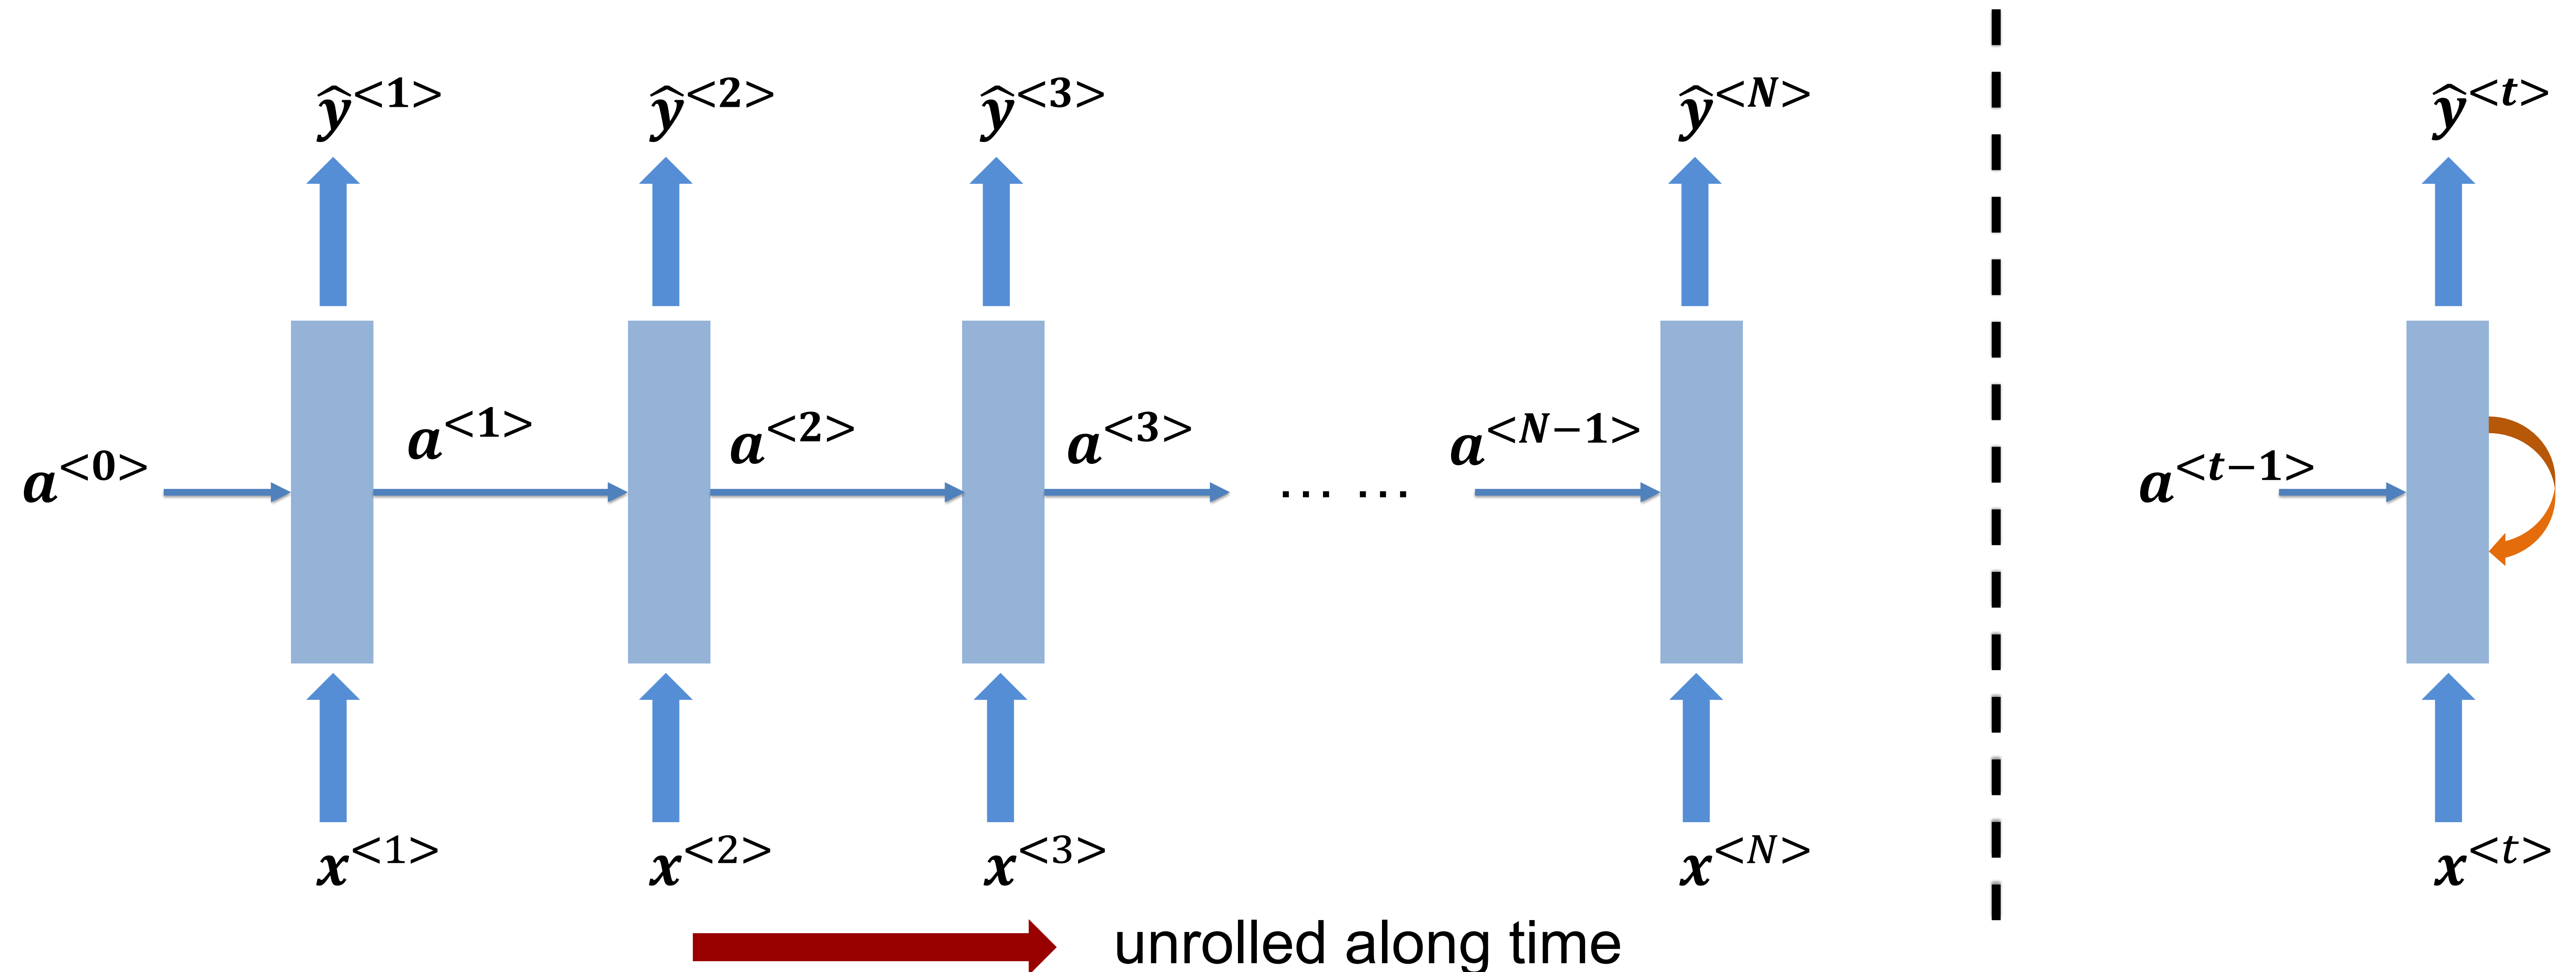 ŷ<1> ŷ<2> ŷ<3> ŷ<N> ŷ<t>
a<0> a<1> a<2> a<3> … … a<N−1> a<t−1>
x<1> x<2> x<3> x<N> x<t>
unrolled along time